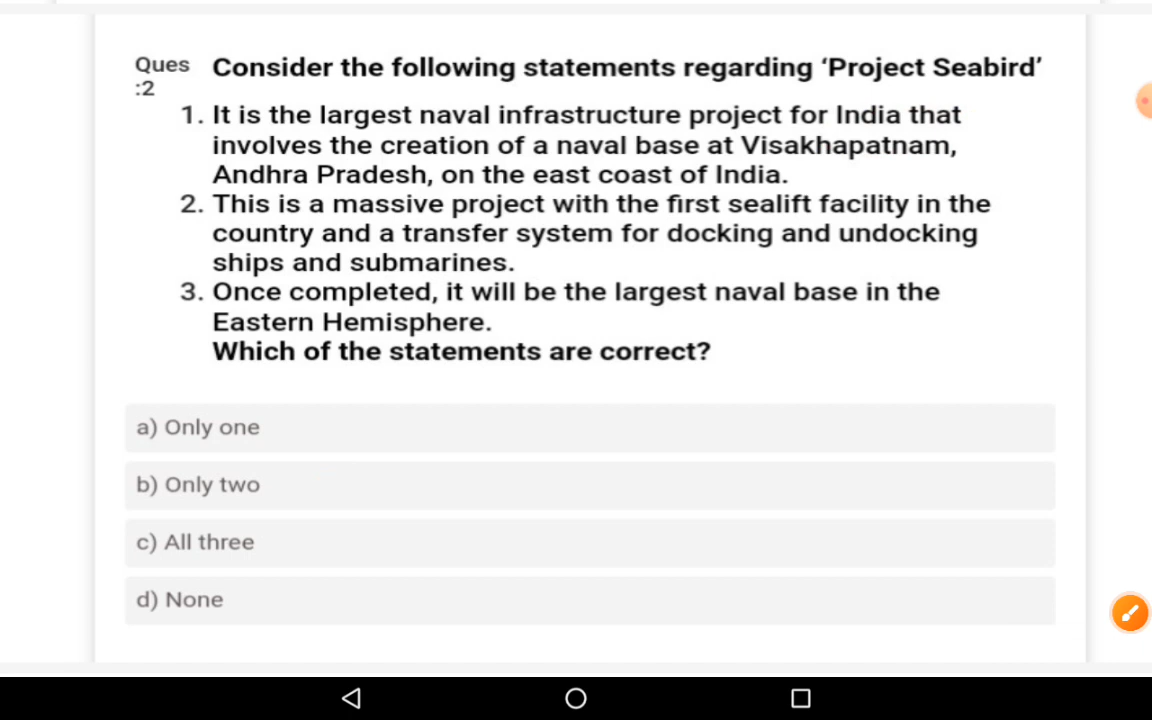 Ques Consider the following statements regarding ‘Project Seabird’
:2
1. It is the largest naval infrastructure project for India that
involves the creation of a naval base at Visakhapatnam,
Andhra Pradesh, on the east coast of India.
2. This is a massive project with the first sealift facility in the
country and a transfer system for docking and undocking
ships and submarines.
3. Once completed, it will be the largest naval base in the
Eastern Hemisphere.
Which of the statements are correct?
a) Only one
b) Only two
c) All three
d) None